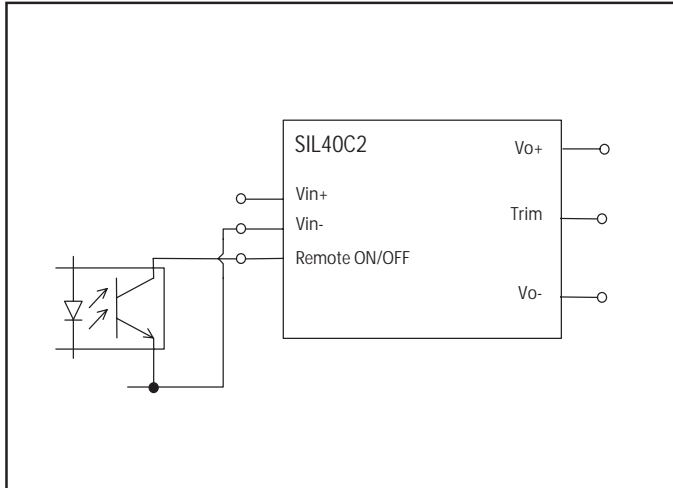 SIL40C2
Vo+
Vin+
Trim
Vin-
Remote ON/OFF
Vo-